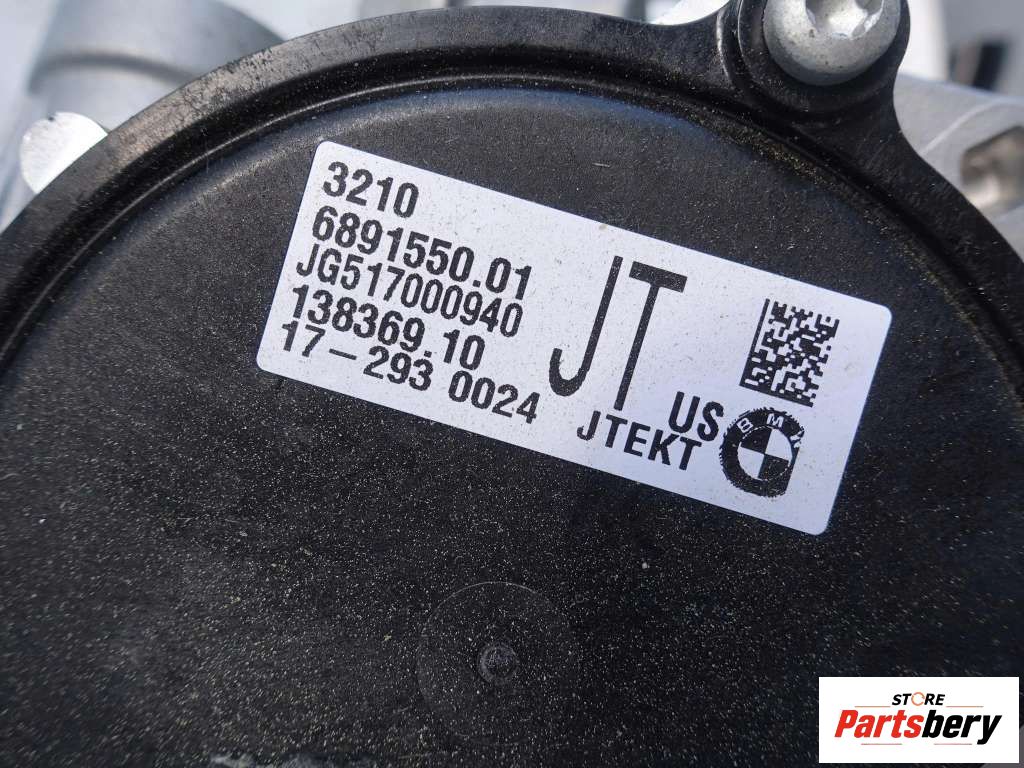 3210
6891550.01
JG517000940
138369.10
17-293 0024
JT
US
JTEKT
BMW
STORE
Partsbery